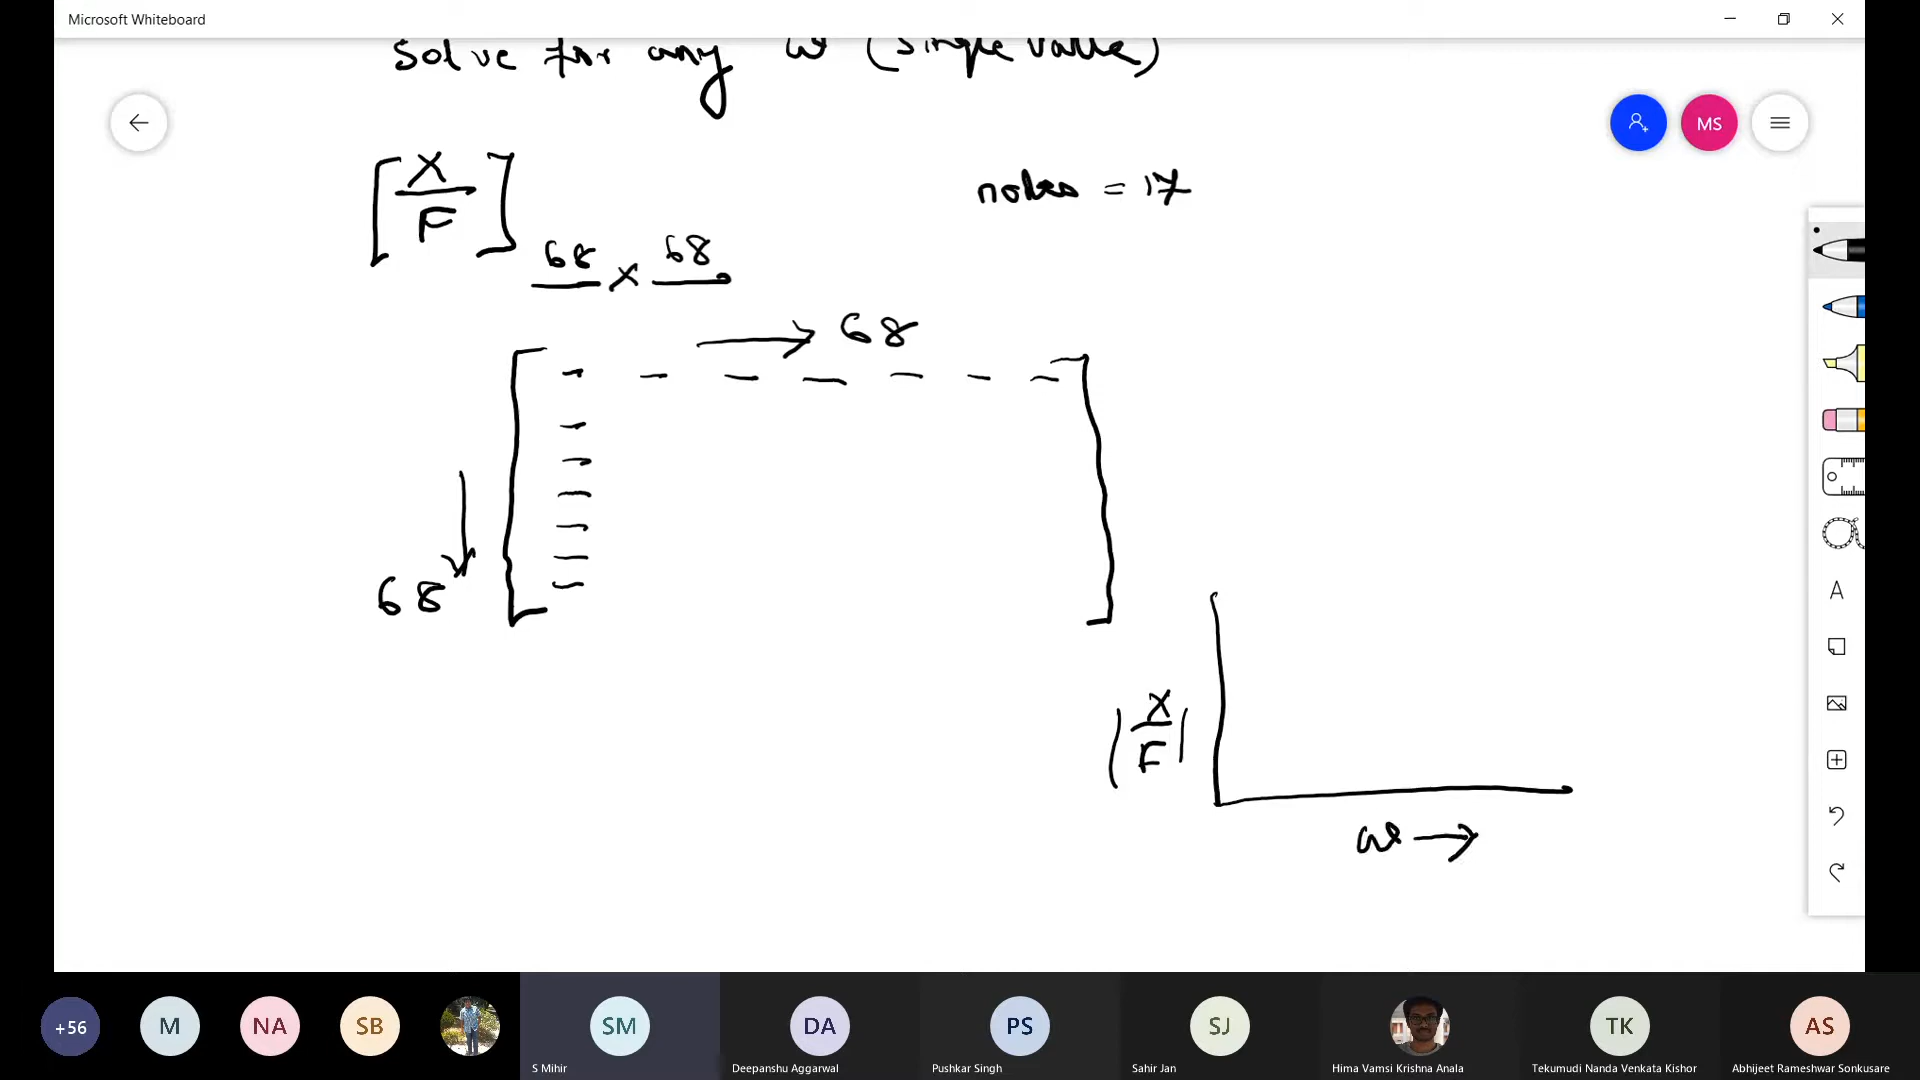 Microsoft Whiteboard
Solve for any ω (single value)
MS
[X/F] 68 × 68
nodes = 17
→ 68
68
|X/F|
ω →
A
+56
M
NA
SB
SM
DA
PS
SJ
TK
AS
S Mihir
Deepanshu Aggarwal
Pushkar Singh
Sahir Jan
Hima Vamsi Krishna Anala
Tekumudi Nanda Venkata Kishor
Abhijeet Rameshwar Sonkusare